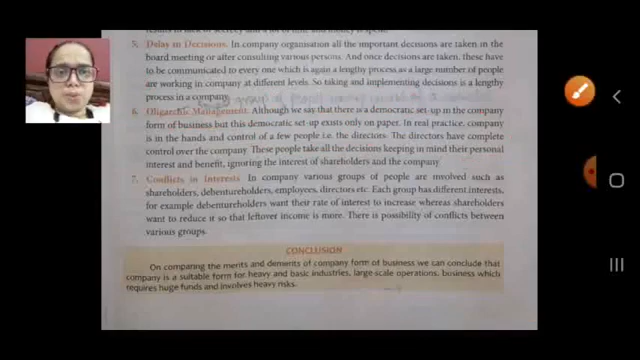 5. Delay in Decisions. In company organisation all the important decisions are taken in the
board meeting or after consulting various persons. And once decisions are taken, these
have to be communicated to every one which is again a lengthy process as a large number of people
are working in company at different levels. So taking and implementing decisions is a lengthy
process in a company.
6. Oligarchic Management. Although we say that there is a democratic set-up in the company
form of business but this democratic set-up exists only on paper. In real practice, company
is in the hands and control of a few people i.e. the directors. The directors have complete
control over the company. These people take all the decisions keeping in mind their personal
interest and benefit, ignoring the interest of shareholders and the company.
7. Conflicts in Interests. In company various groups of people are involved such as
shareholders, debentureholders, employees, directors etc. Each group has different interests,
for example debentureholders want their rate of interest to increase whereas shareholders
want to reduce it so that leftover income is more. There is possibility of conflicts between
various groups.
CONCLUSION
On comparing the merits and demerits of company form of business we can conclude that
company is a suitable form for heavy and basic industries, large-scale operations, business which
requires huge funds and involves heavy risks.